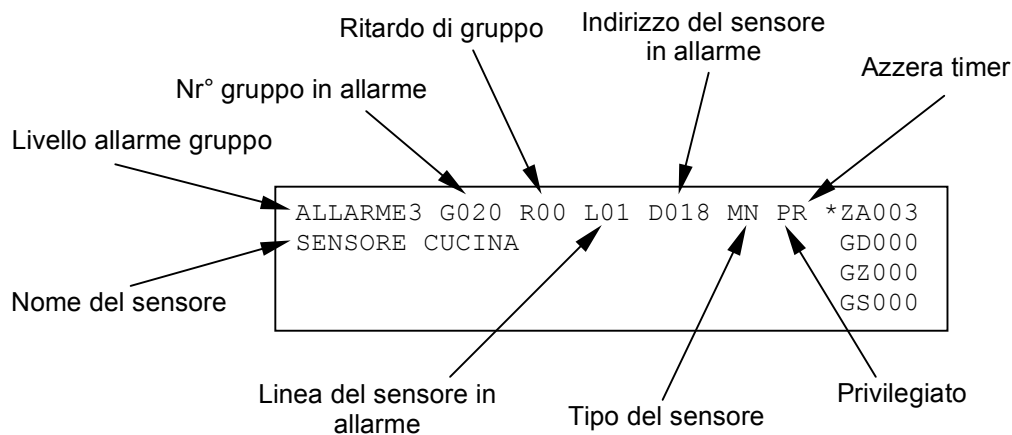 Ritardo di gruppo
Indirizzo del sensore
in allarme
Azzera timer
Nr° gruppo in allarme
Livello allarme gruppo
ALLARME3 G020 R00 L01 D018 MN PR *ZA003
SENSORE CUCINA GD000
GZ000
GS000
Nome del sensore
Linea del sensore in
allarme
Tipo del sensore
Privilegiato